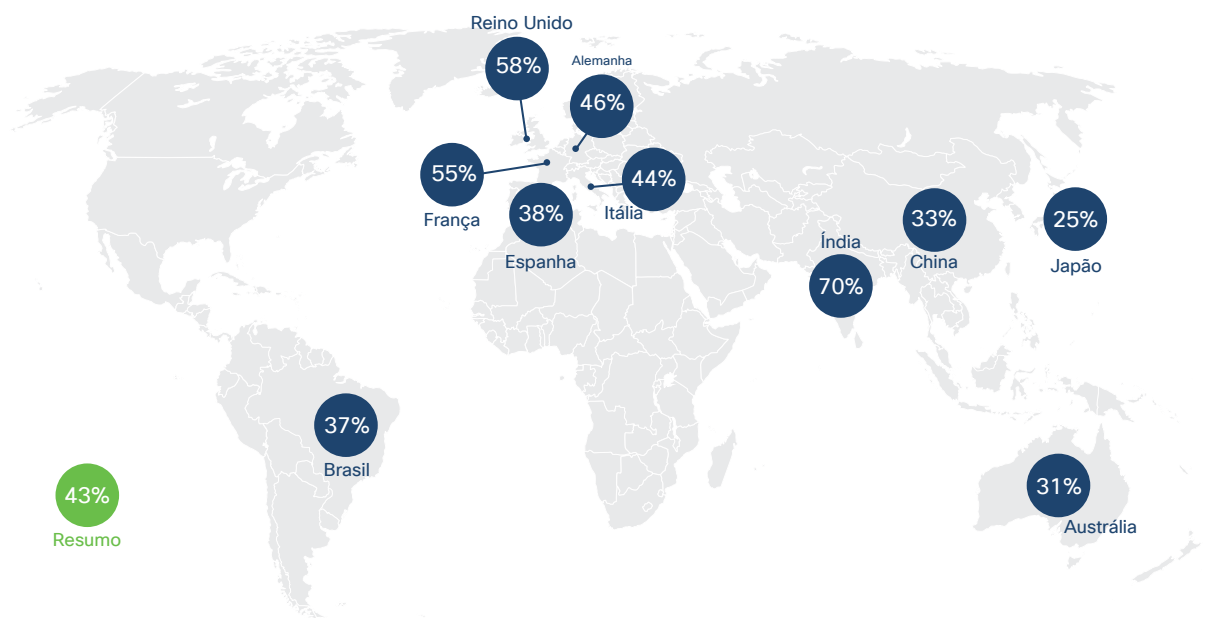 Reino Unido
58%
Alemanha
46%
55%
França
44%
Itália
38%
Espanha
33%
China
25%
Japão
Índia
70%
37%
Brasil
43%
Resumo
31%
Austrália